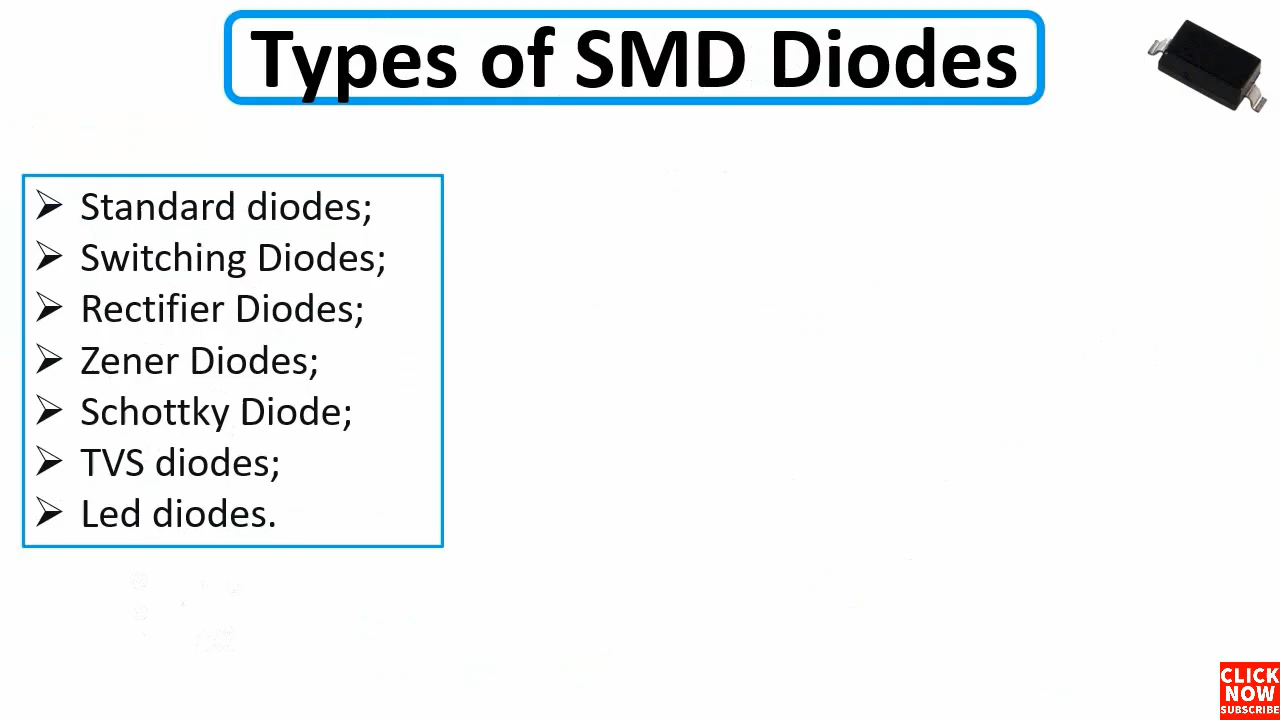 Types of SMD Diodes
Standard diodes;
Switching Diodes;
Rectifier Diodes;
Zener Diodes;
Schottky Diode;
TVS diodes;
Led diodes.
CLICK
NOW
SUBSCRIBE